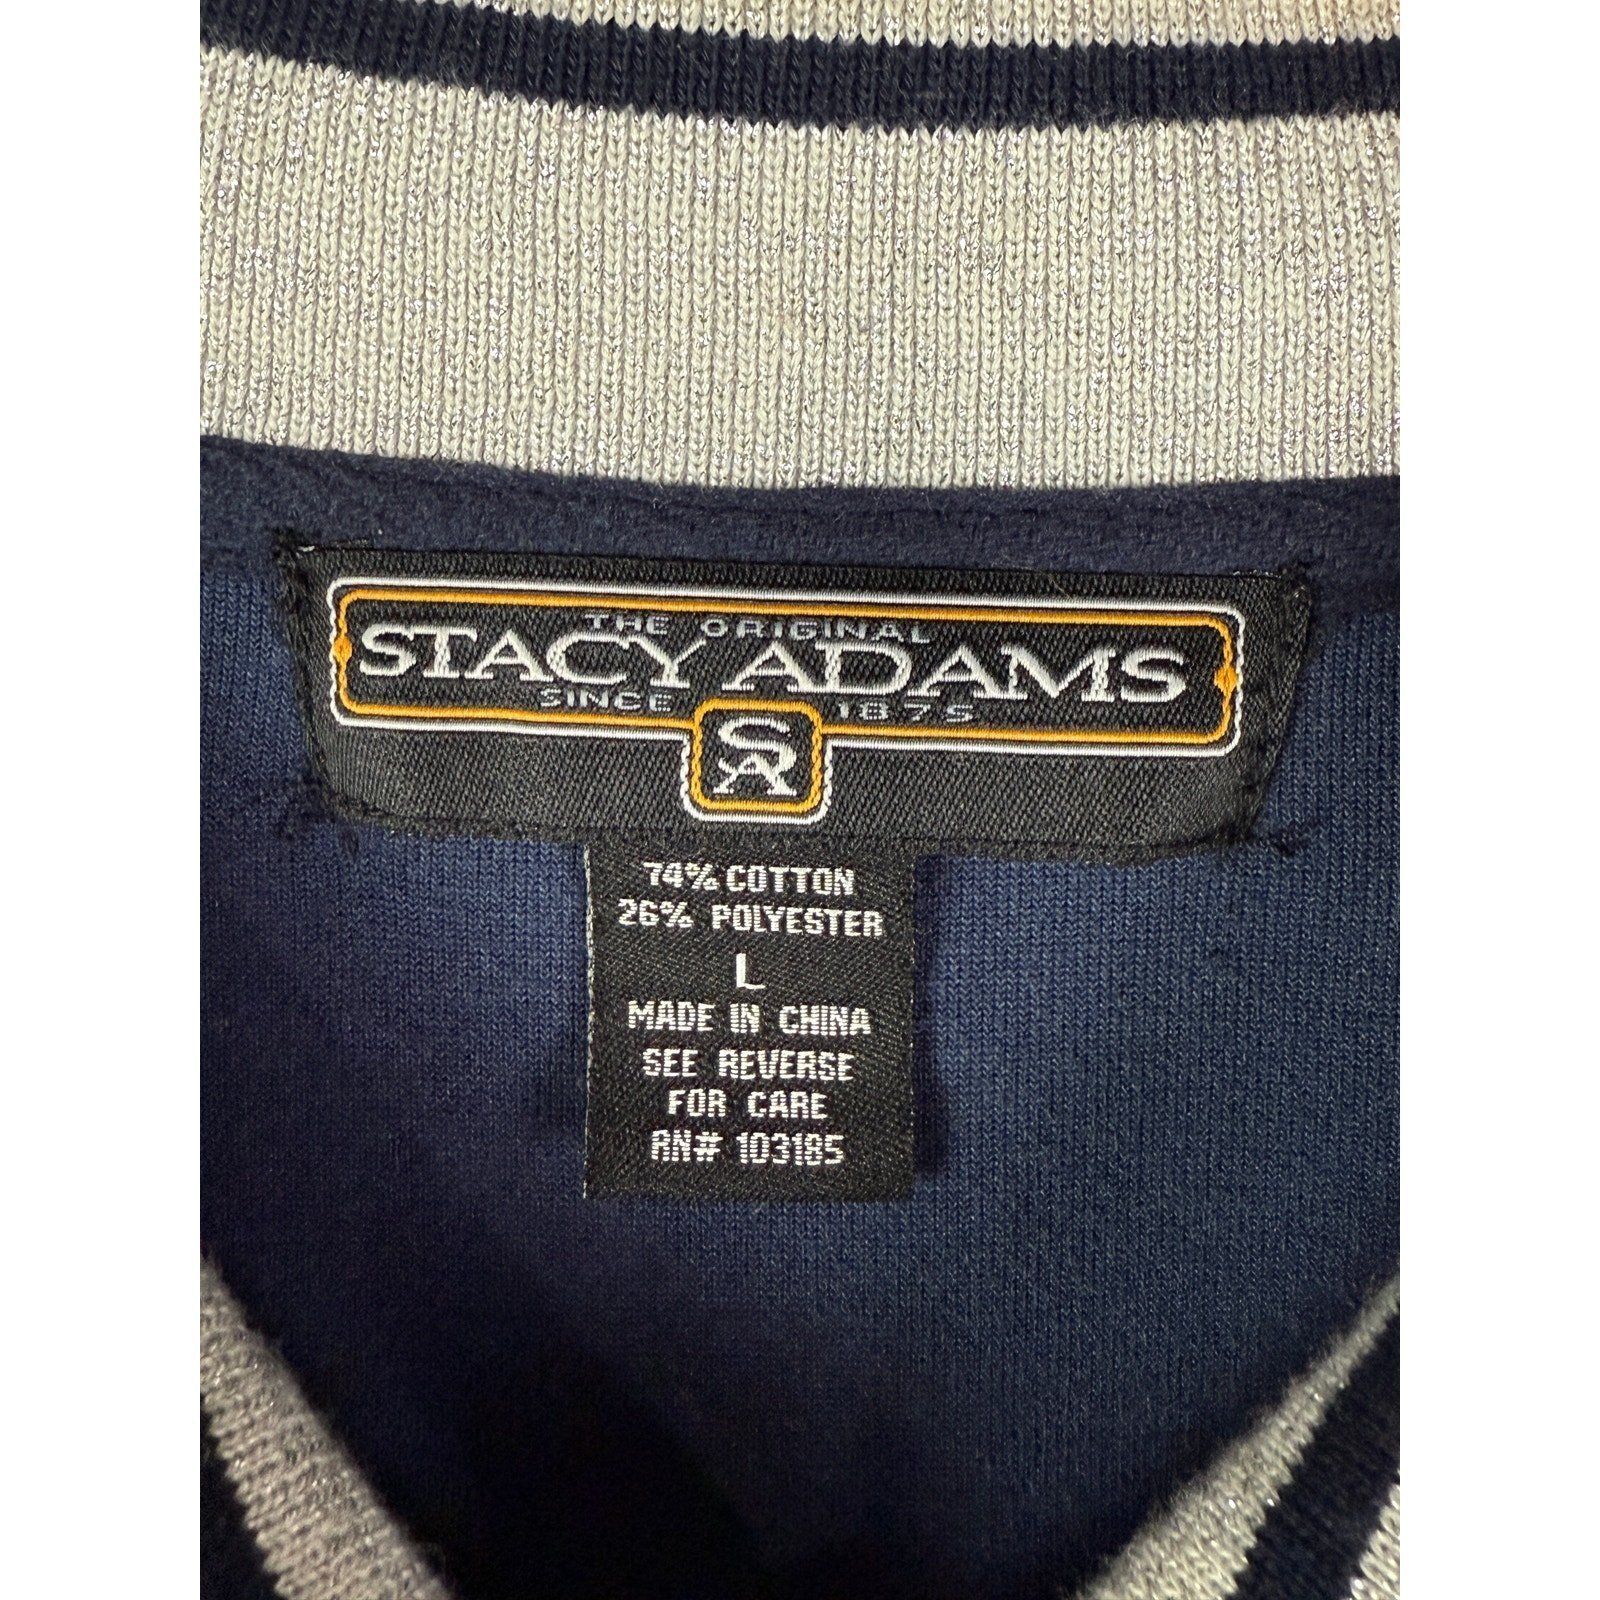 THE ORIGINAL
STACY ADAMS
SINCE 1875
SA
74% COTTON
26% POLYESTER
L
MADE IN CHINA
SEE REVERSE
FOR CARE
RN# 103185